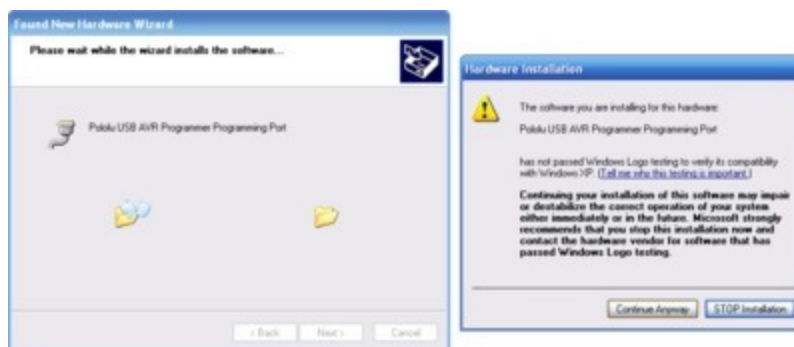 Found New Hardware Wizard
Please wait while the wizard installs the software...
Pololu USB AVR Programmer Programming Port
< Back
Next >
Cancel
Hardware Installation
The software you are installing for this hardware:
Pololu USB AVR Programmer Programming Port
has not passed Windows Logo testing to verify its compatibility
with Windows XP. (Tell me why this testing is important.)
Continuing your installation of this software may impair
or destabilize the correct operation of your system
either immediately or in the future. Microsoft strongly
recommends that you stop this installation now and
contact the hardware vendor for software that has
passed Windows Logo testing.
Continue Anyway
STOP Installation